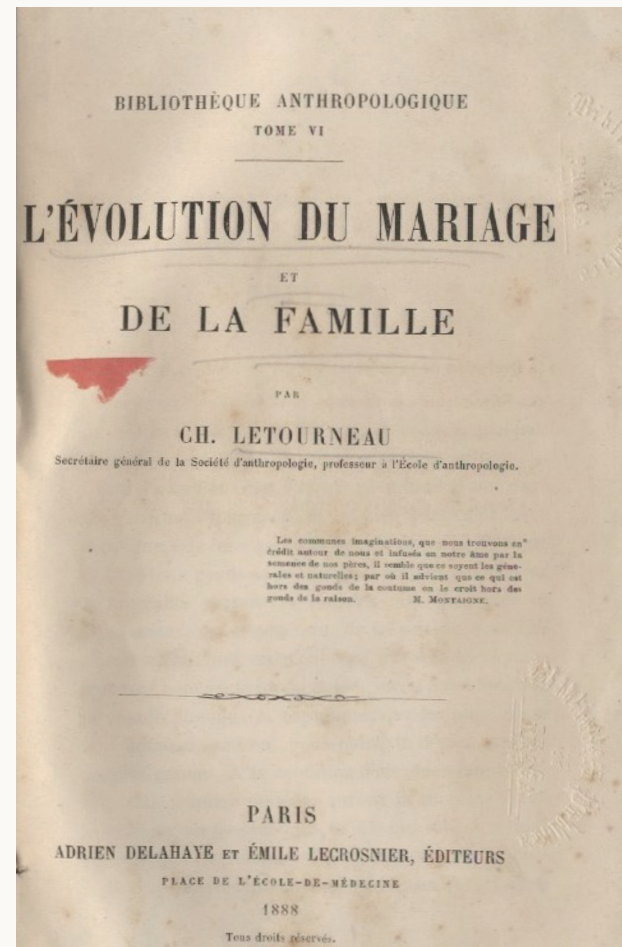 BIBLIOTHÈQUE ANTHROPOLOGIQUE
TOME VI
L'ÉVOLUTION DU MARIAGE
ET
DE LA FAMILLE
PAR
CH. LETOURNEAU
Secrétaire général de la Société d'anthropologie, professeur à l'École d'anthropologie.
Les communes imaginations, que nous trouvons en
crédit autour de nous et infusés en notre âme par la
semence de nos pères, il semble que ce soyent les géné-
rales et naturelles; par où il advient que ce qui est
hors des gonds de la coutume on le croit hors des
gonds de la raison. M. MONTAIGNE.
PARIS
ADRIEN DELAHAYE ET ÉMILE LECROSNIER, ÉDITEURS
PLACE DE L'ÉCOLE-DE-MÉDECINE
1888
Tous droits réservés.